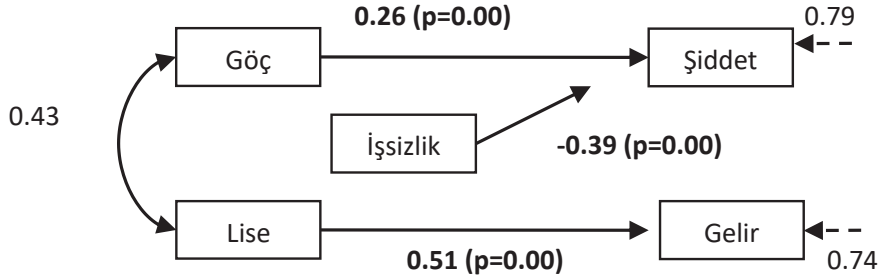 0.26 (p=0.00)
0.79
Göç
Şiddet
0.43
İşsizlik
-0.39 (p=0.00)
Lise
Gelir
0.51 (p=0.00)
0.74